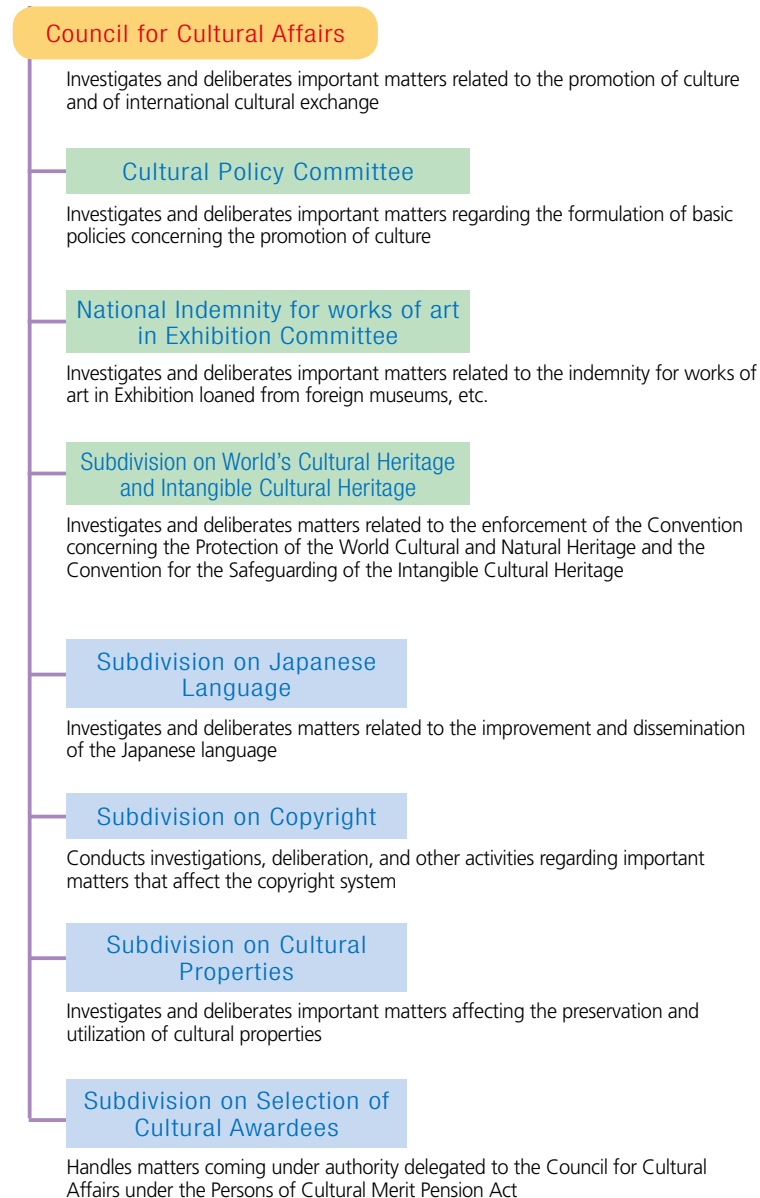 Council for Cultural Affairs
Investigates and deliberates important matters related to the promotion of culture
and of international cultural exchange
Cultural Policy Committee
Investigates and deliberates important matters regarding the formulation of basic
policies concerning the promotion of culture
National Indemnity for works of art
in Exhibition Committee
Investigates and deliberates important matters related to the indemnity for works of
art in Exhibition loaned from foreign museums, etc.
Subdivision on World's Cultural Heritage
and Intangible Cultural Heritage
Investigates and deliberates matters related to the enforcement of the Convention
concerning the Protection of the World Cultural and Natural Heritage and the
Convention for the Safeguarding of the Intangible Cultural Heritage
Subdivision on Japanese
Language
Investigates and deliberates matters related to the improvement and dissemination
of the Japanese language
Subdivision on Copyright
Conducts investigations, deliberation, and other activities regarding important
matters that affect the copyright system
Subdivision on Cultural
Properties
Investigates and deliberates important matters affecting the preservation and
utilization of cultural properties
Subdivision on Selection of
Cultural Awardees
Handles matters coming under authority delegated to the Council for Cultural
Affairs under the Persons of Cultural Merit Pension Act